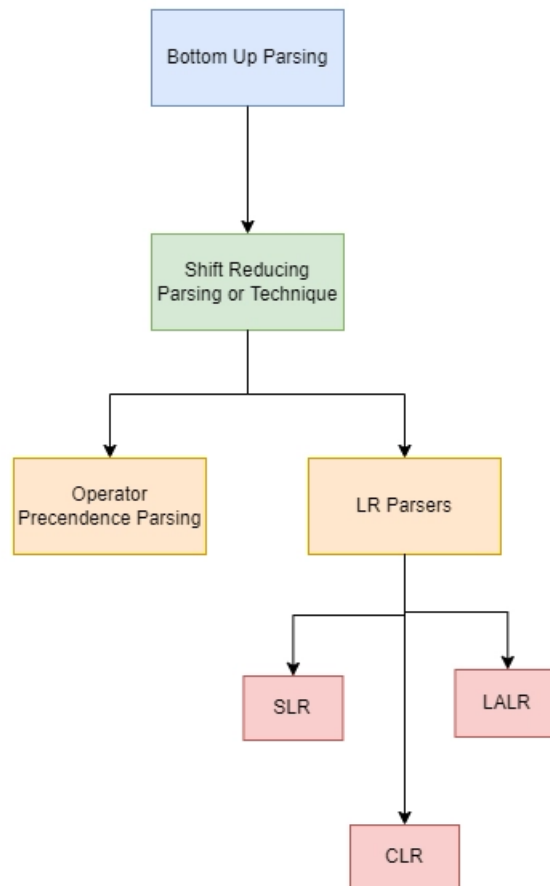 Bottom Up Parsing
Shift Reducing
Parsing or Technique
Operator
Precendence Parsing
LR Parsers
SLR
LALR
CLR